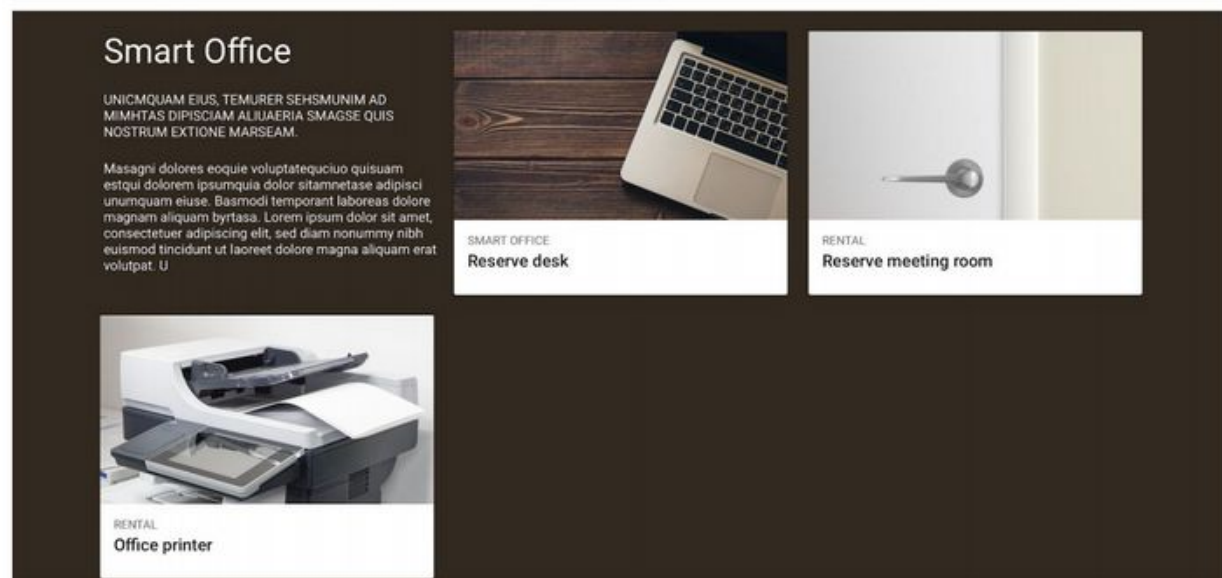 Smart Office
UNICMQUAM EIUS, TEMURER SEHSMUNIM AD
MIMHTAS DIPISCIAM ALIUAERIA SMAGSE QUIS
NOSTRUM EXTIONE MARSEAM.
Masagni dolores eoquie voluptatequciuo quisuam
estqui dolorem ipsumquia dolor sitamnetase adipisci
unumquam eiuse. Basmodi temporant laboreas dolore
magnam aliquam byrtasa. Lorem ipsum dolor sit amet,
consectetuer adipiscing elit, sed diam nonummy nibh
euismod tincidunt ut laoreet dolore magna aliquam erat
volutpat. U
SMART OFFICE
Reserve desk
RENTAL
Reserve meeting room
RENTAL
Office printer